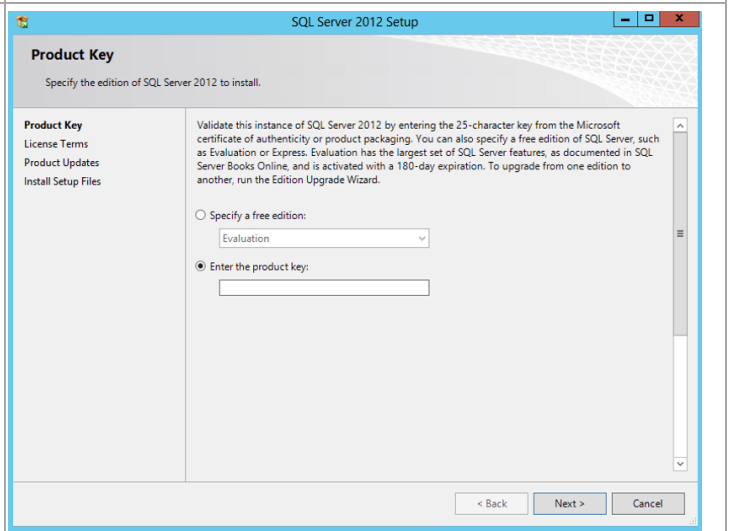 SQL Server 2012 Setup
Product Key
Specify the edition of SQL Server 2012 to install.
Product Key
License Terms
Product Updates
Install Setup Files
Validate this instance of SQL Server 2012 by entering the 25-character key from the Microsoft
certificate of authenticity or product packaging. You can also specify a free edition of SQL Server, such
as Evaluation or Express. Evaluation has the largest set of SQL Server features, as documented in SQL
Server Books Online, and is activated with a 180-day expiration. To upgrade from one edition to
another, run the Edition Upgrade Wizard.
Specify a free edition:
Evaluation
Enter the product key:
< Back
Next >
Cancel